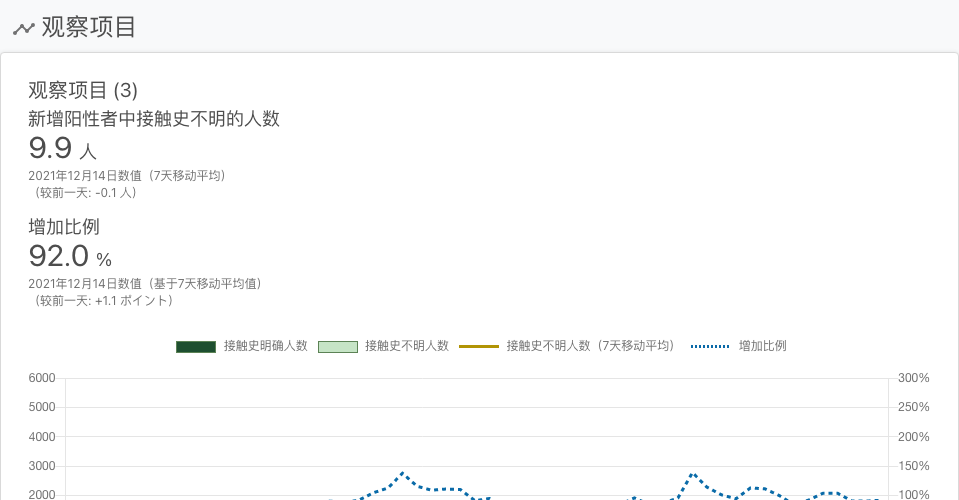 观察项目
观察项目 (3)
新增阳性者中接触史不明的人数
9.9 人
2021年12月14日数值（7天移动平均）
（较前一天: -0.1 人）
增加比例
92.0 %
2021年12月14日数值（基于7天移动平均值）
（较前一天: +1.1 ポイント）
接触史明确人数 接触史不明人数 接触史不明人数（7天移动平均） 增加比例
6000 300%
5000 250%
4000 200%
3000 150%
2000 100%